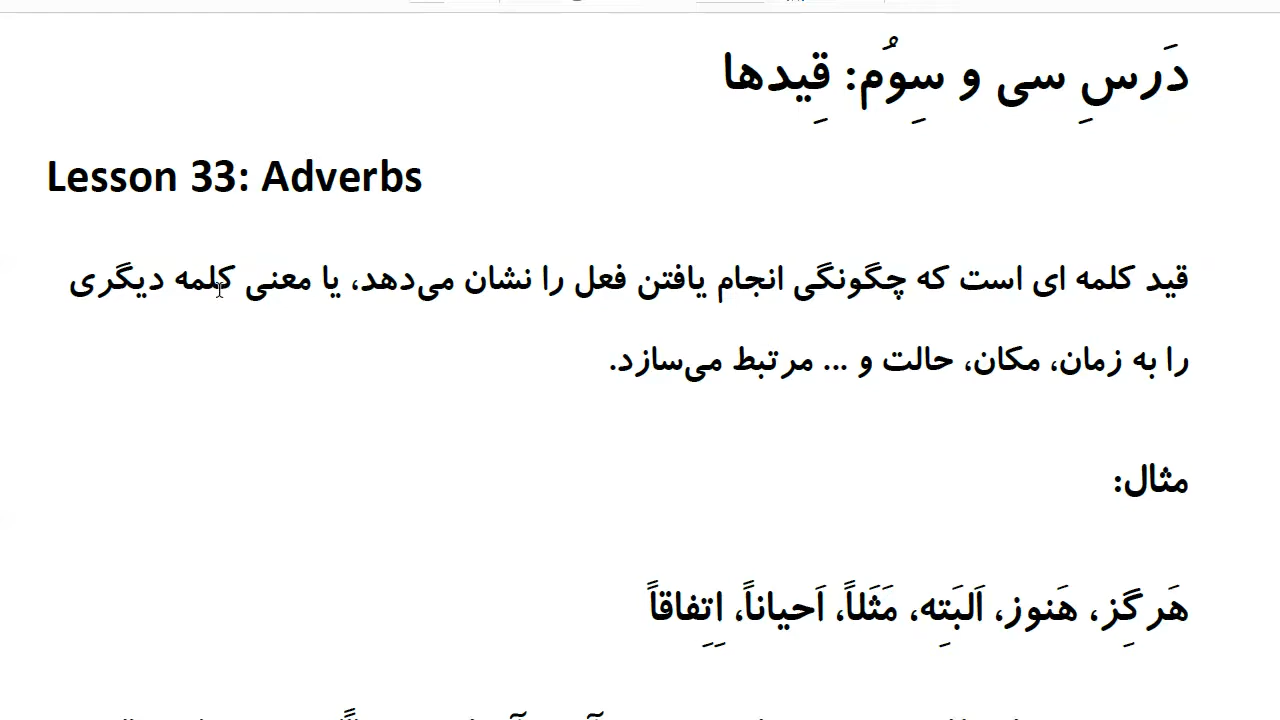 دَرسِ سی و سِوُم: قِیدها
Lesson 33: Adverbs
قید کلمه ای است که چگونگی انجام یافتن فعل را نشان می‌دهد، یا معنی کلمه دیگری
را به زمان، مکان، حالت و ... مرتبط می‌سازد.
مثال:
هَرگِز، هَنوز، اَلبَتِه، مَثَلاً، اَحیاناً، اِتِفاقاً